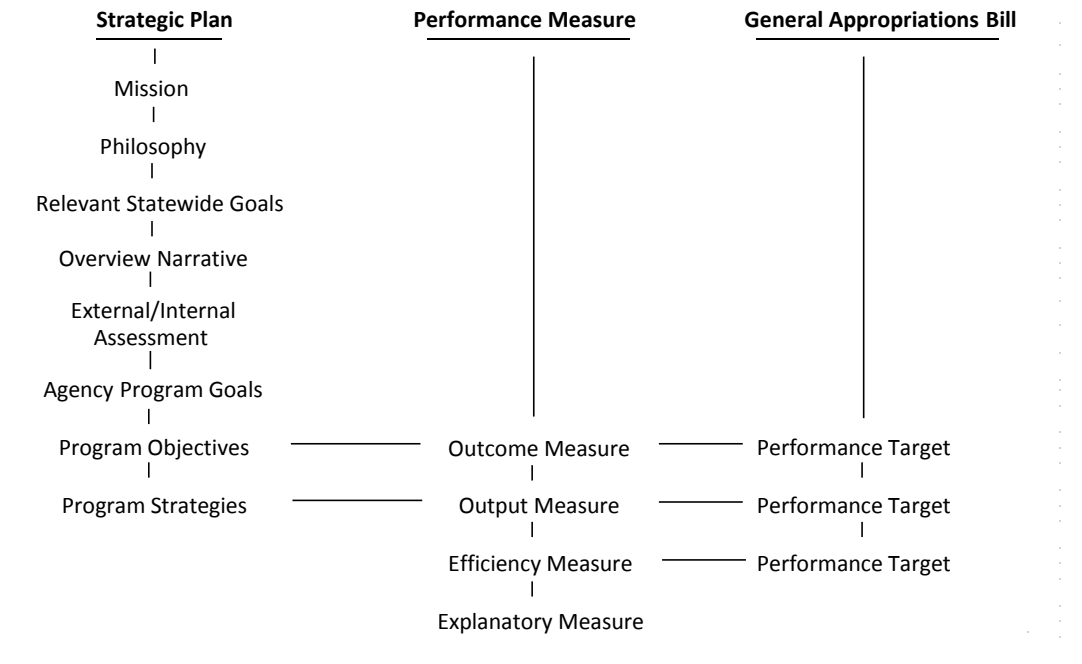 Strategic Plan Performance Measure General Appropriations Bill
Mission
Philosophy
Relevant Statewide Goals
Overview Narrative
External/Internal
Assessment
Agency Program Goals
Program Objectives Outcome Measure Performance Target
Program Strategies Output Measure Performance Target
Efficiency Measure Performance Target
Explanatory Measure